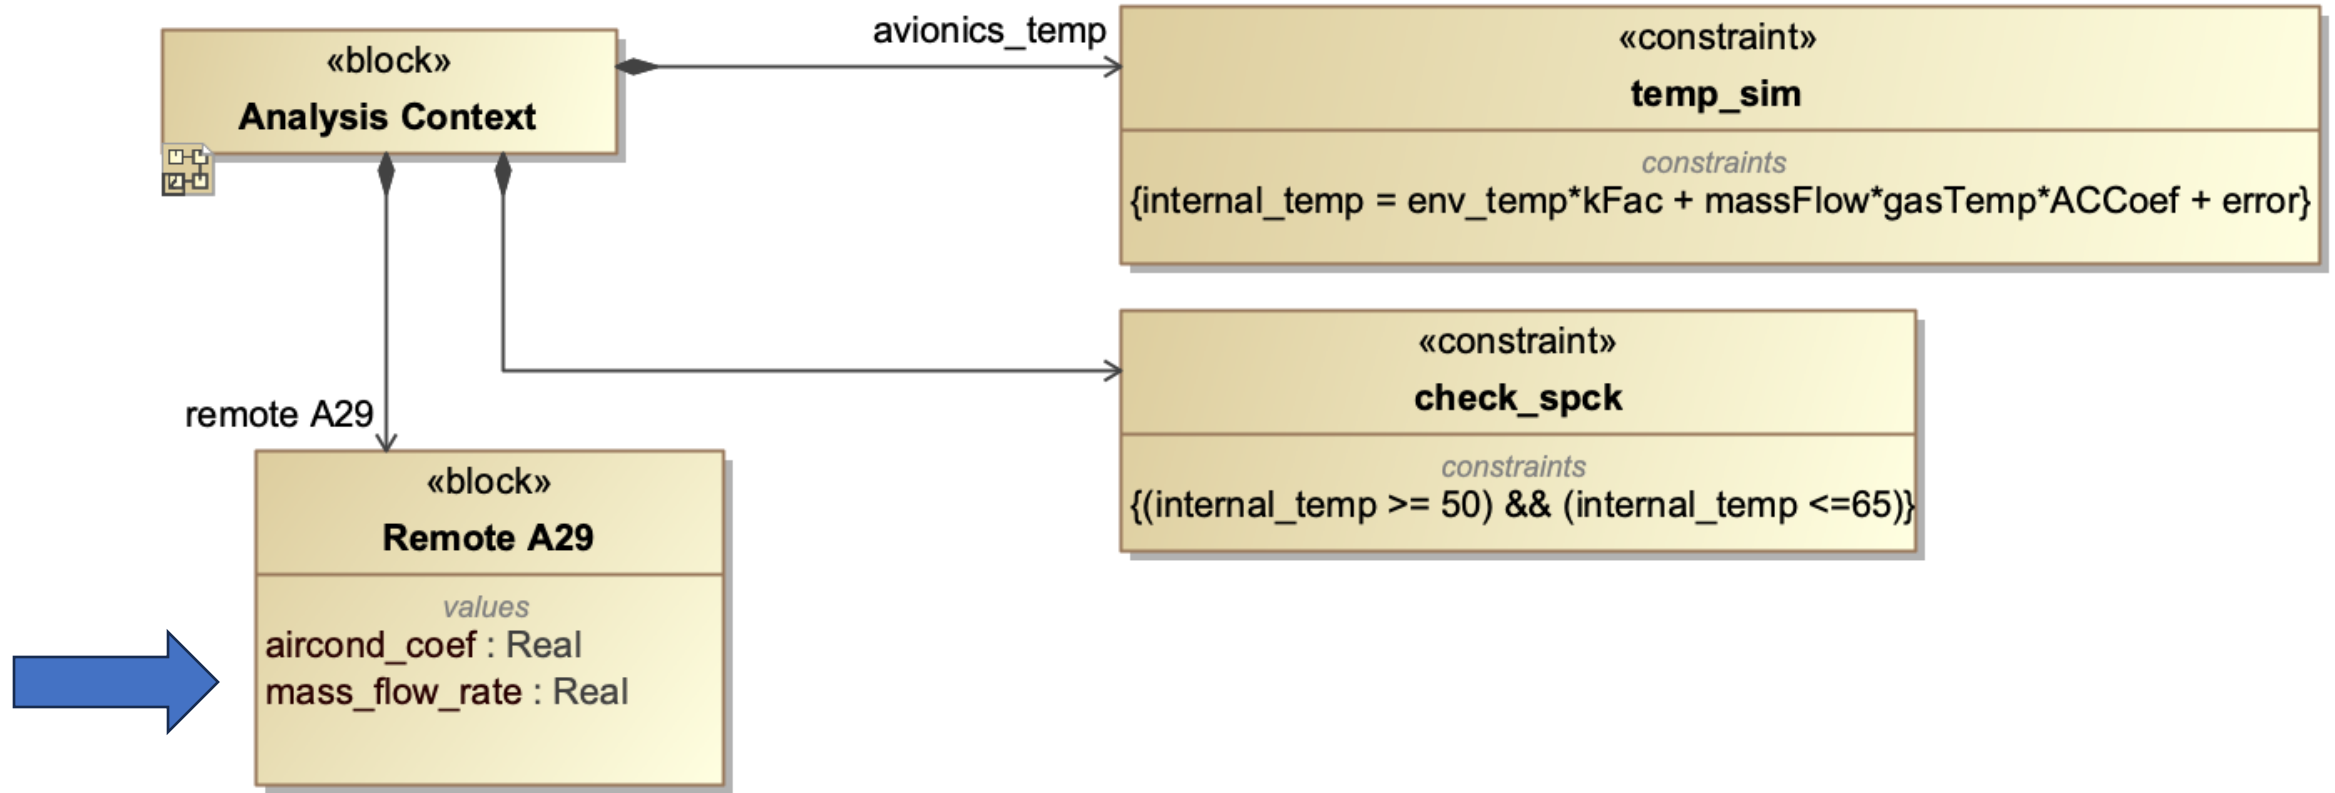 «block»
Analysis Context
avionics_temp
«constraint»
temp_sim
constraints
{internal_temp = env_temp*kFac + massFlow*gasTemp*ACCoef + error}
«constraint»
check_spck
constraints
{(internal_temp >= 50) && (internal_temp <=65)}
remote A29
«block»
Remote A29
values
aircond_coef : Real
mass_flow_rate : Real